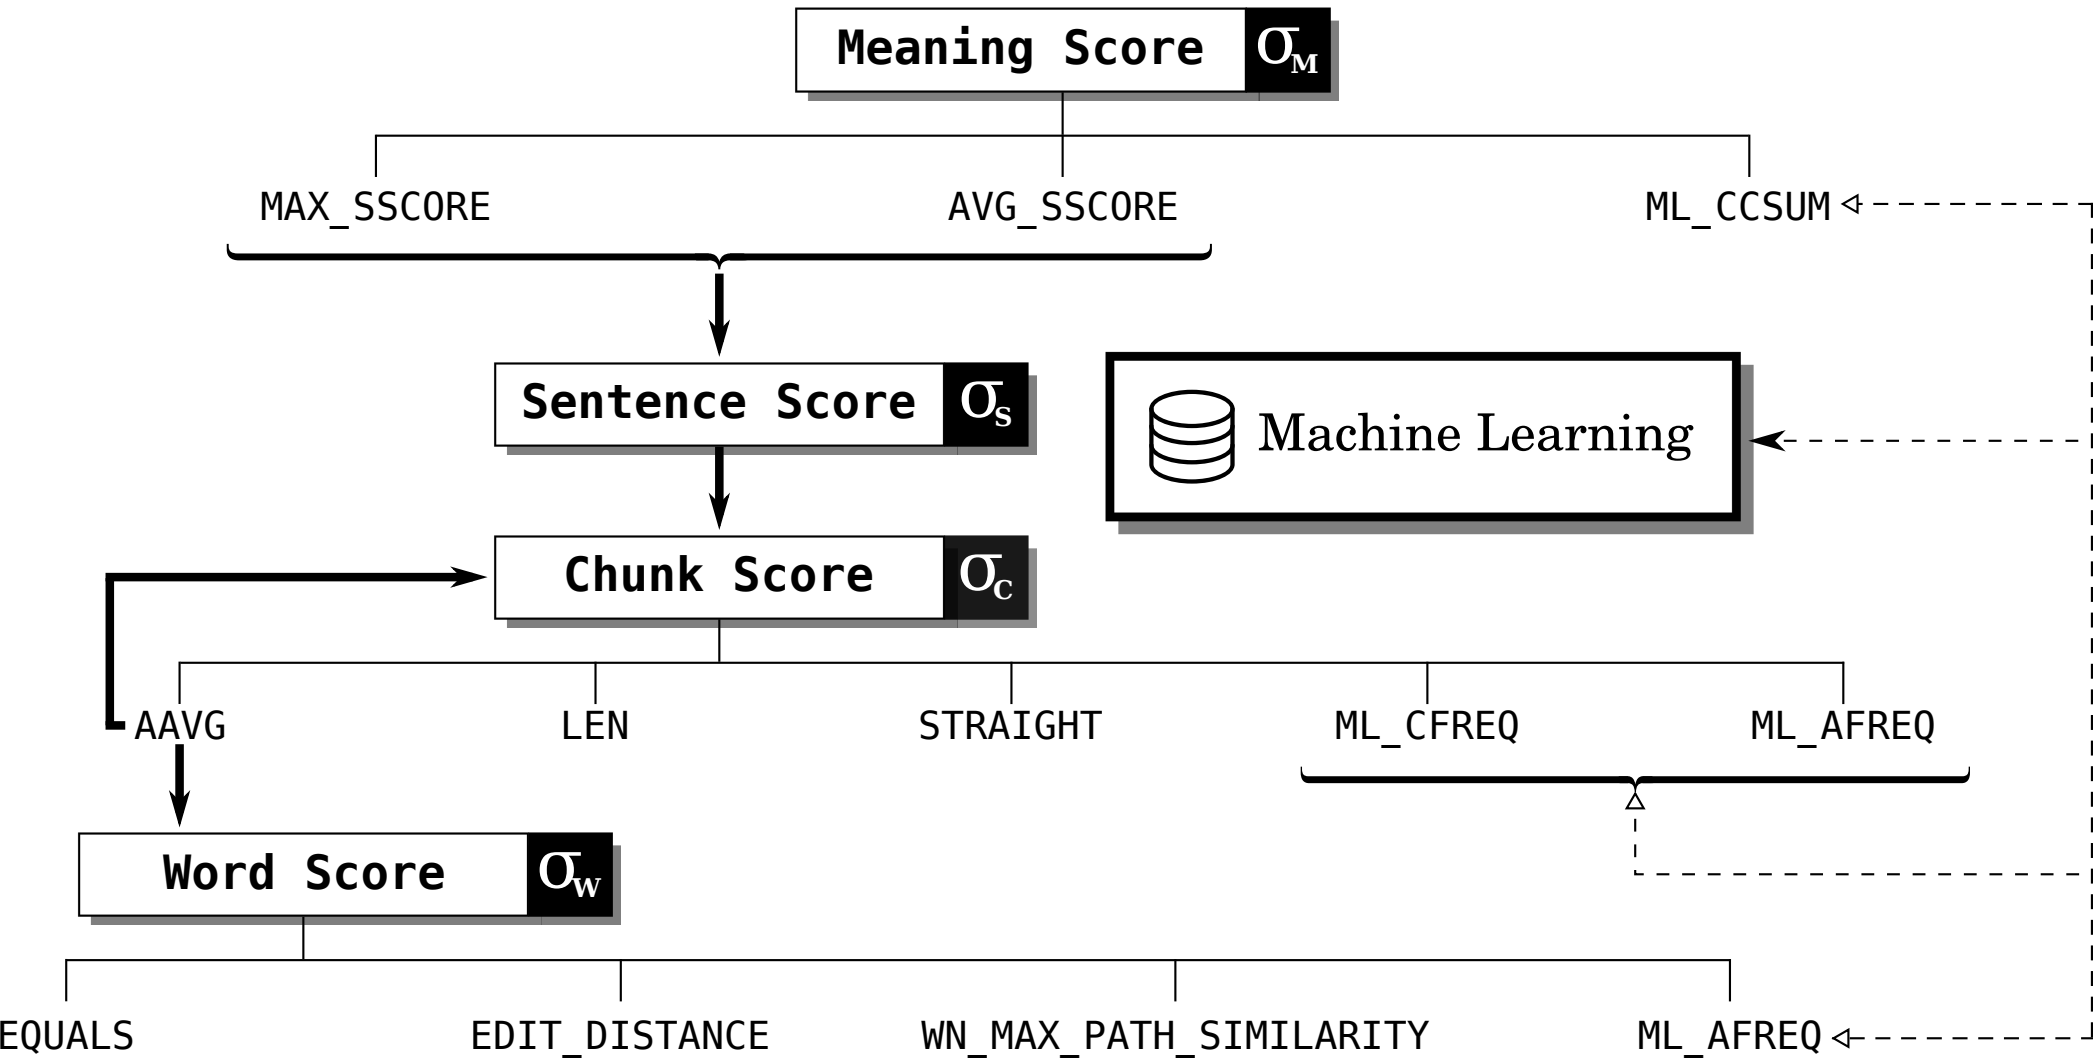 Meaning Score σM
MAX_SSCORE AVG_SSCORE ML_CCSUM
Sentence Score σS
Machine Learning
Chunk Score σC
AAVG LEN STRAIGHT ML_CFREQ ML_AFREQ
Word Score σW
EQUALS EDIT_DISTANCE WN_MAX_PATH_SIMILARITY ML_AFREQ